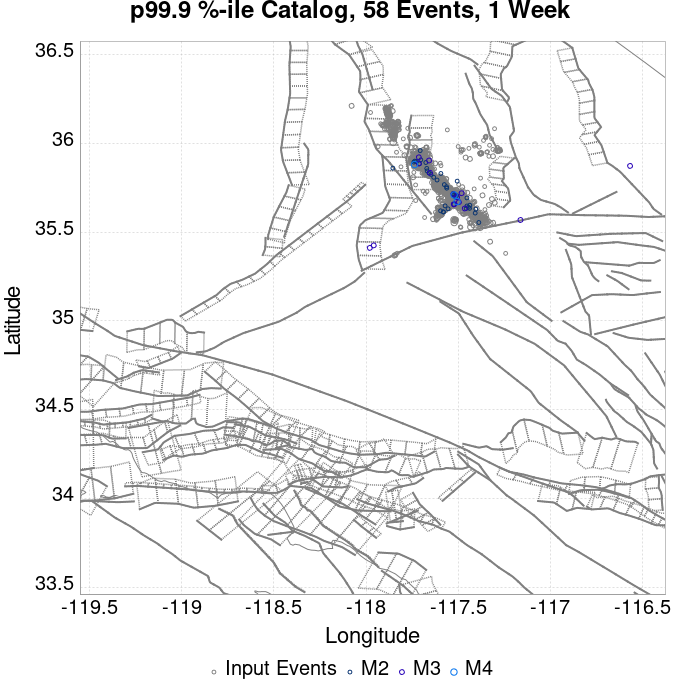 p99.9 %-ile Catalog, 58 Events, 1 Week
36.5
36
35.5
35
34.5
34
33.5
Latitude
-119.5 -119 -118.5 -118 -117.5 -117 -116.5
Longitude
Input Events M2 M3 M4